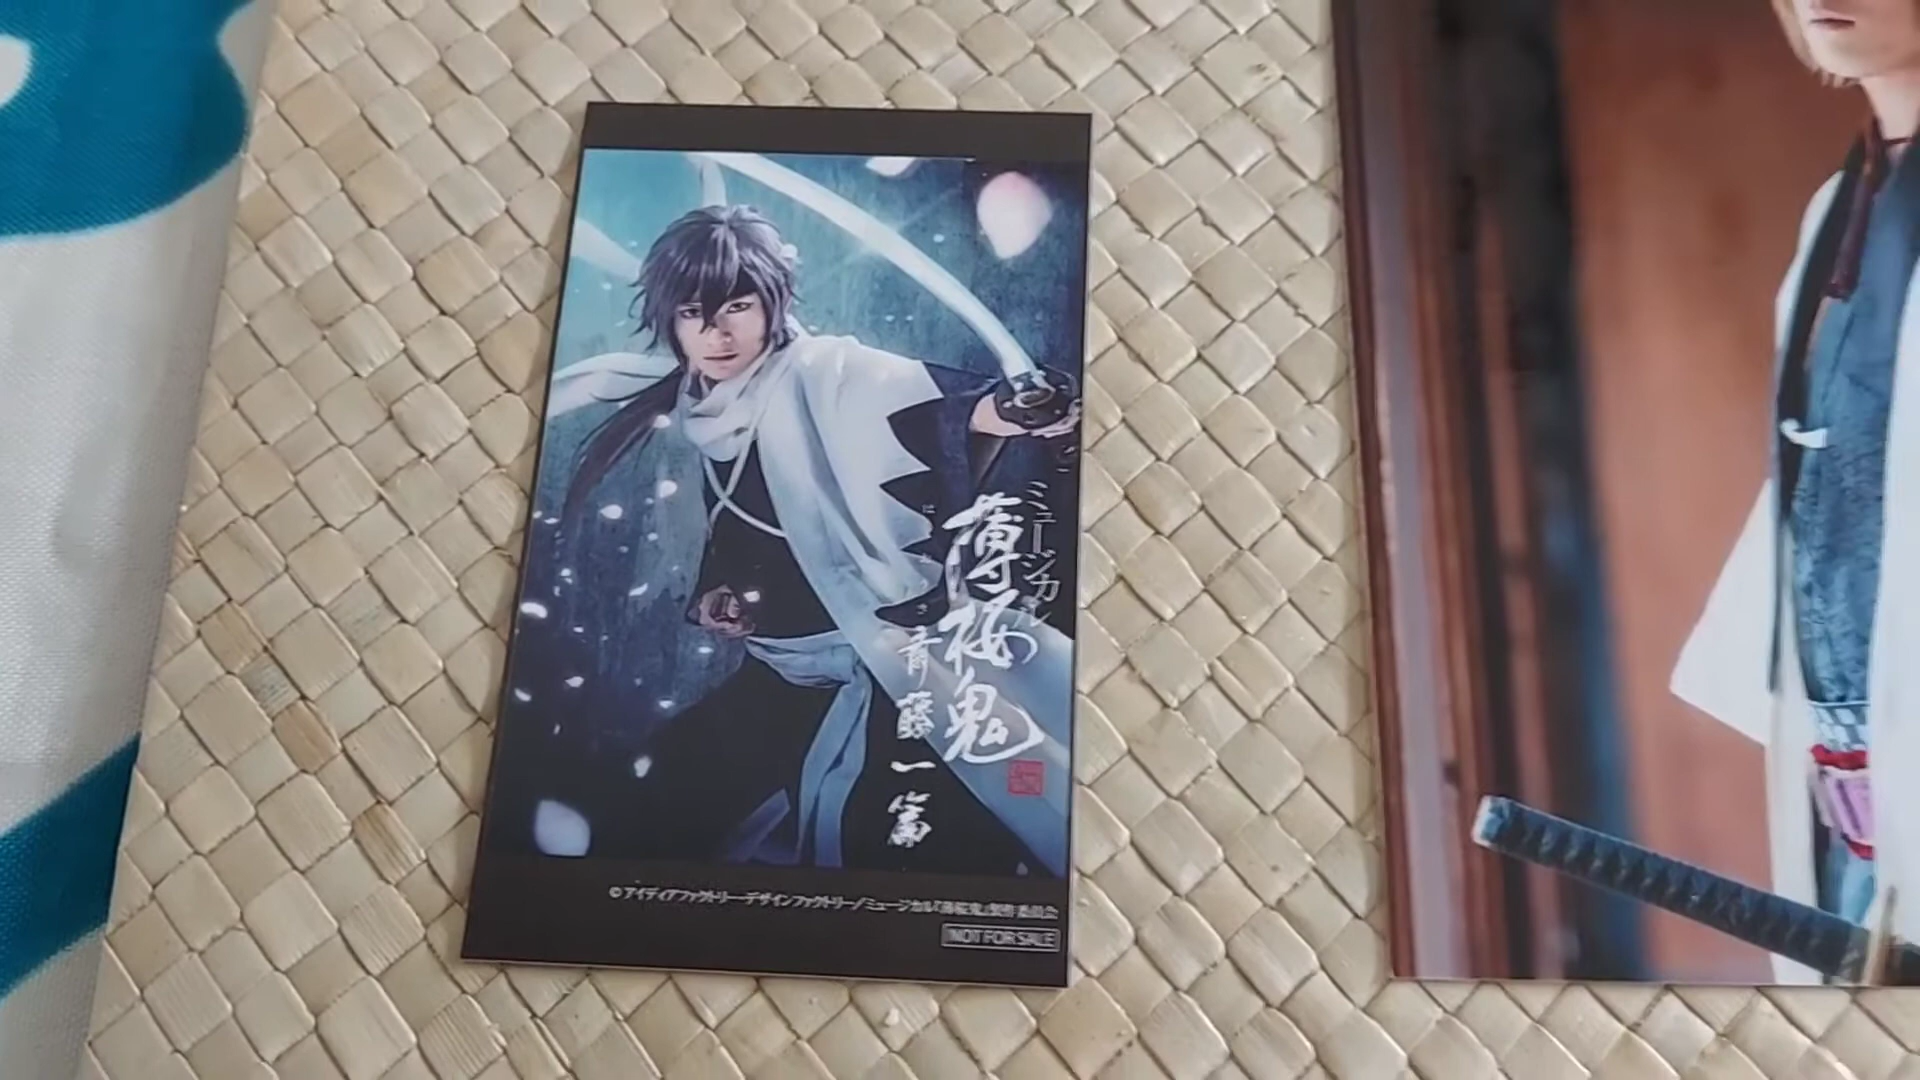 ミュージカル
薄桜鬼
斎藤一篇
©アイディアファクトリー・デザインファクトリー/ミュージカル『薄桜鬼』製作委員会
NOT FOR SALE